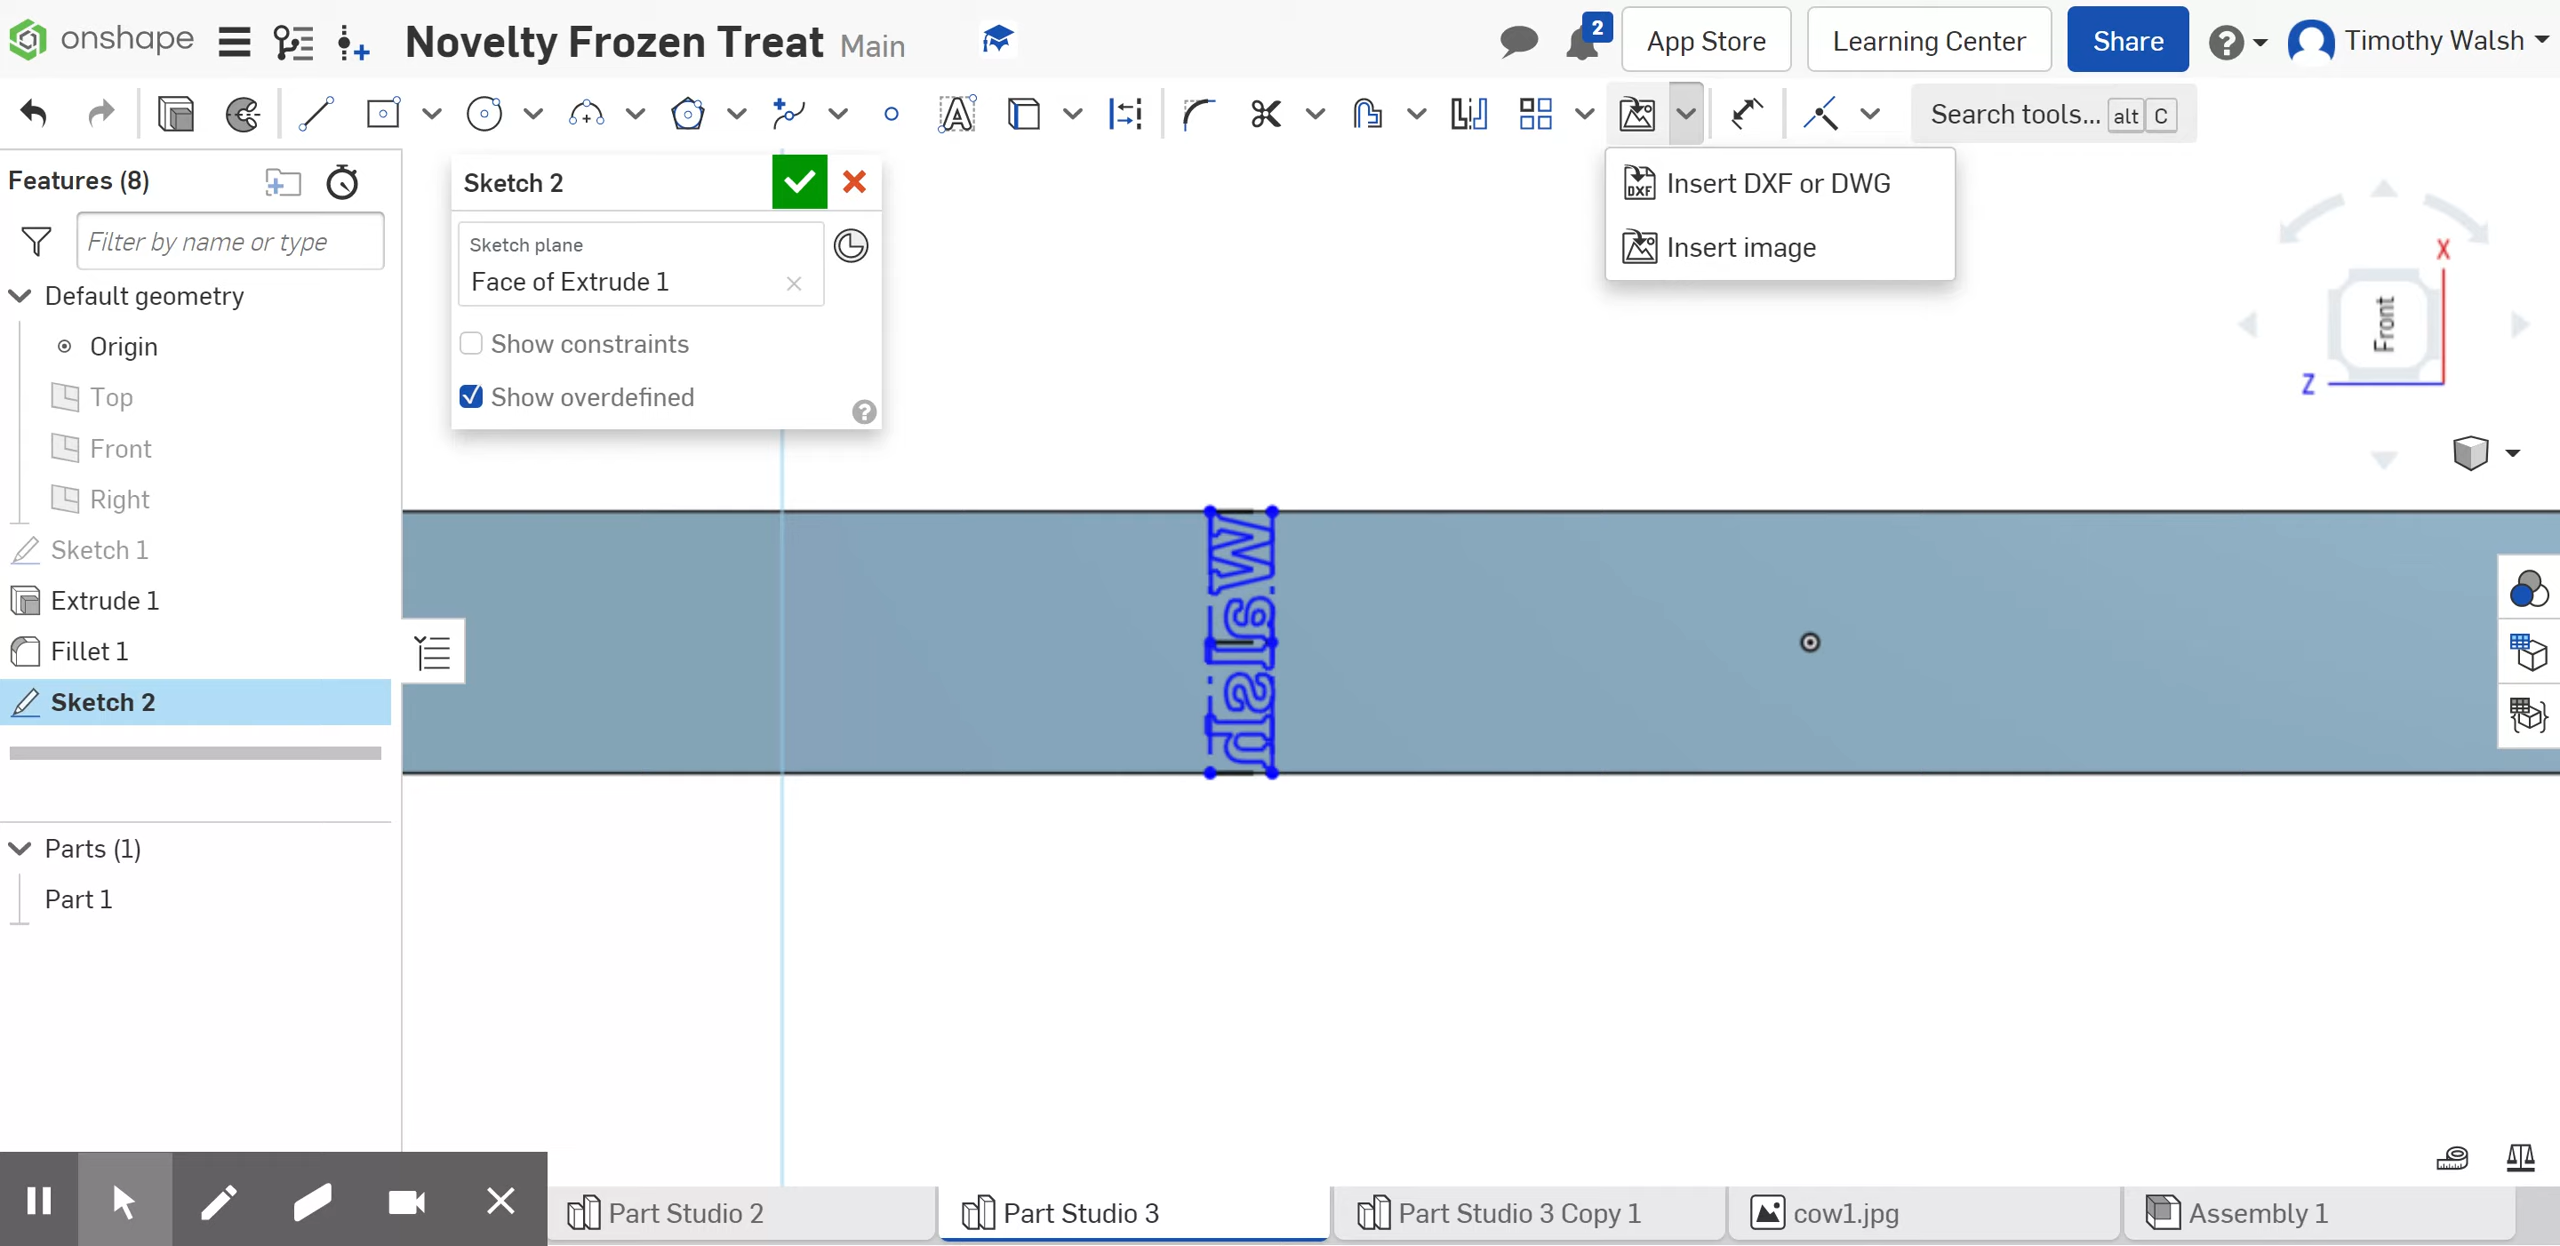 onshape
Novelty Frozen Treat Main
2
App Store
Learning Center
Share
Timothy Walsh
Search tools... alt C
Features (8)
Filter by name or type
Default geometry
Origin
Top
Front
Right
Sketch 1
Extrude 1
Fillet 1
Sketch 2
Parts (1)
Part 1
Sketch 2
Sketch plane
Face of Extrude 1
Show constraints
Show overdefined
DXF Insert DXF or DWG
Insert image
X
Front
Z
Walsh
Part Studio 2
Part Studio 3
Part Studio 3 Copy 1
cow1.jpg
Assembly 1